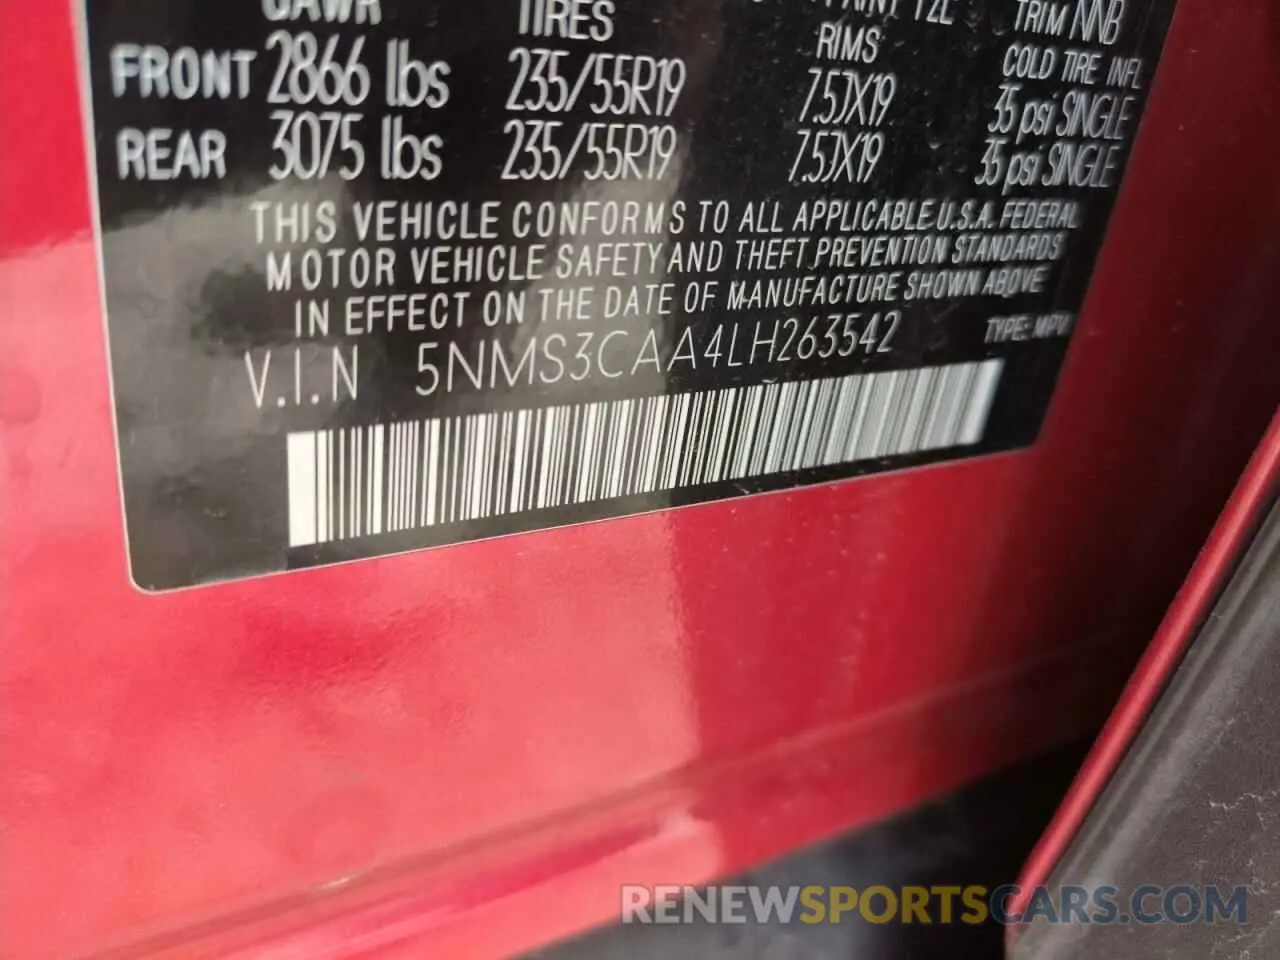 GAWR TIRES PAINT TRIM NNB
RIMS COLD TIRE INFL
FRONT 2866 lbs 235/55R19 7.5JX19 35 psi SINGLE
REAR 3075 lbs 235/55R19 7.5JX19 35 psi SINGLE
THIS VEHICLE CONFORMS TO ALL APPLICABLE U.S.A. FEDERAL
MOTOR VEHICLE SAFETY AND THEFT PREVENTION STANDARDS
IN EFFECT ON THE DATE OF MANUFACTURE SHOWN ABOVE
V.I.N 5NMS3CAA4LH263542 TYPE: MPV
RENEWSPORTSCARS.COM